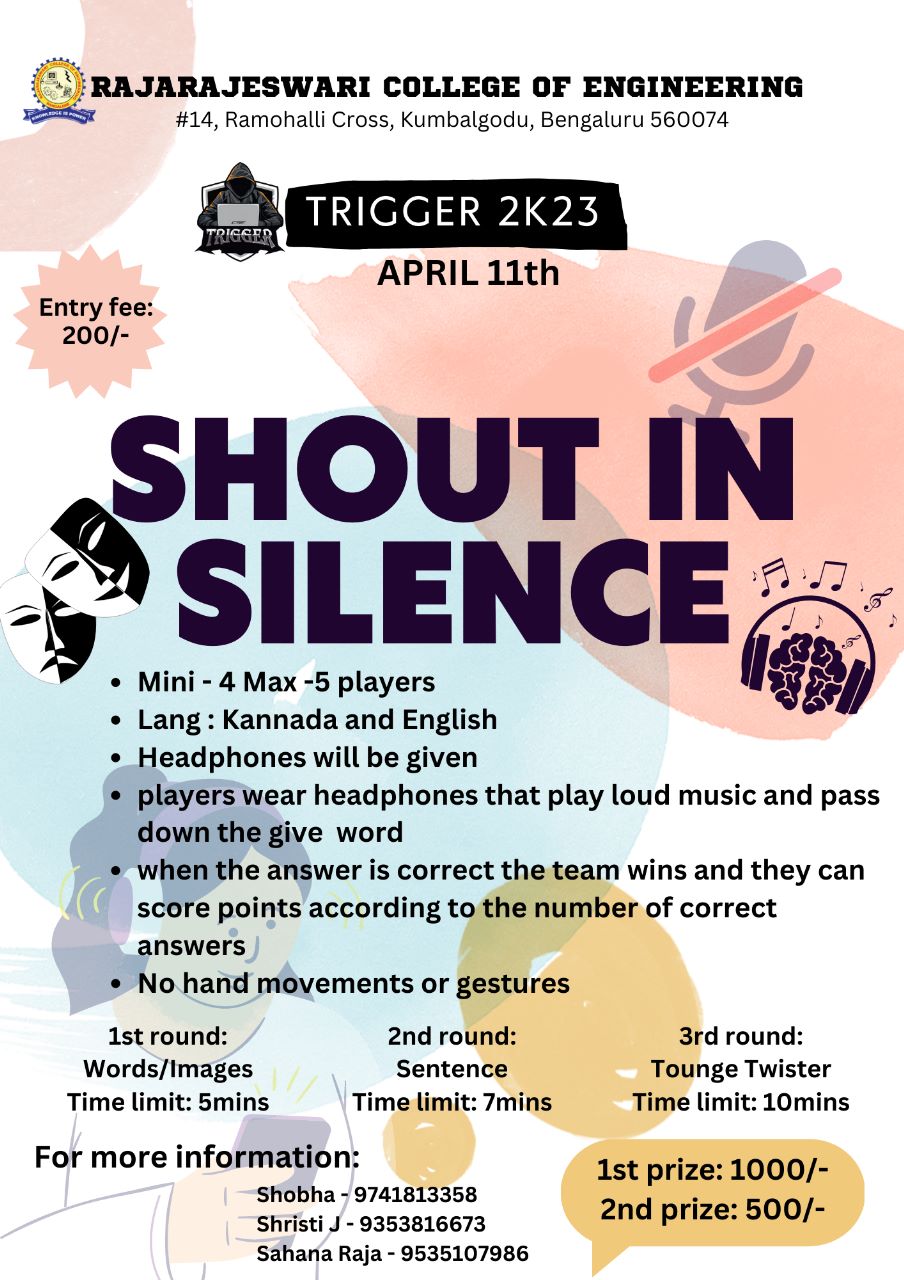 RAJARAJESWARI COLLEGE OF ENGINEERING
#14, Ramohalli Cross, Kumbalgodu, Bengaluru 560074
KNOWLEDGE IS POWER
TRIGGER
TRIGGER 2K23
APRIL 11th
Entry fee:
200/-
SHOUT IN
SILENCE
• Mini - 4 Max -5 players
• Lang : Kannada and English
• Headphones will be given
• players wear headphones that play loud music and pass
down the give word
• when the answer is correct the team wins and they can
score points according to the number of correct
answers
• No hand movements or gestures
1st round:
Words/Images
Time limit: 5mins
2nd round:
Sentence
Time limit: 7mins
3rd round:
Tounge Twister
Time limit: 10mins
For more information:
Shobha - 9741813358
Shristi J - 9353816673
Sahana Raja - 9535107986
1st prize: 1000/-
2nd prize: 500/-